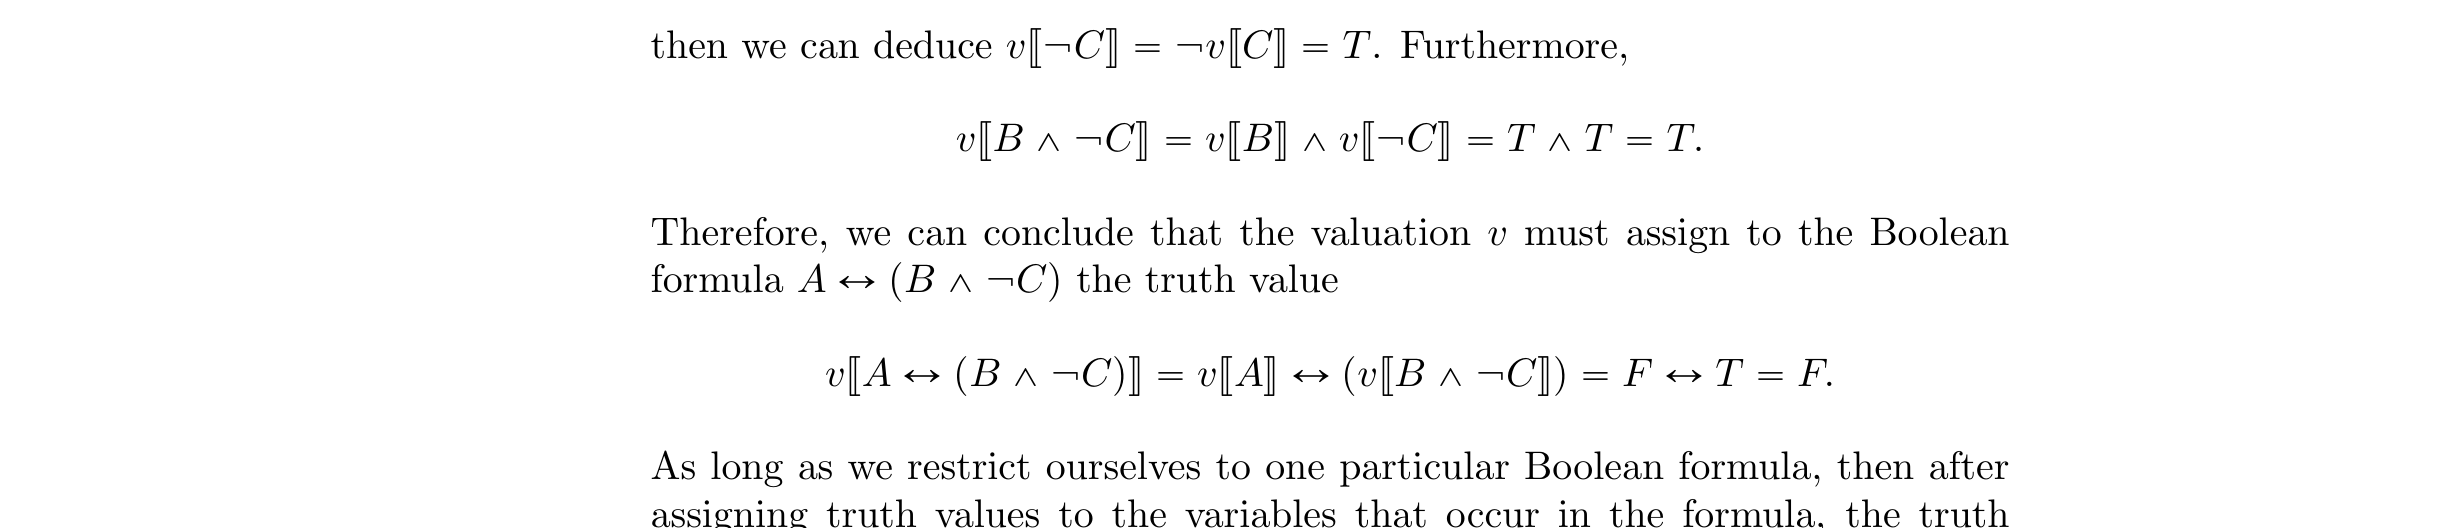 then we can deduce v⟦¬C⟧ = ¬v⟦C⟧ = T. Furthermore,
v⟦B ∧ ¬C⟧ = v⟦B⟧ ∧ v⟦¬C⟧ = T ∧ T = T.
Therefore, we can conclude that the valuation v must assign to the Boolean
formula A ↔ (B ∧ ¬C) the truth value
v⟦A ↔ (B ∧ ¬C)⟧ = v⟦A⟧ ↔ (v⟦B ∧ ¬C⟧) = F ↔ T = F.
As long as we restrict ourselves to one particular Boolean formula, then after
assigning truth values to the variables that occur in the formula, the truth